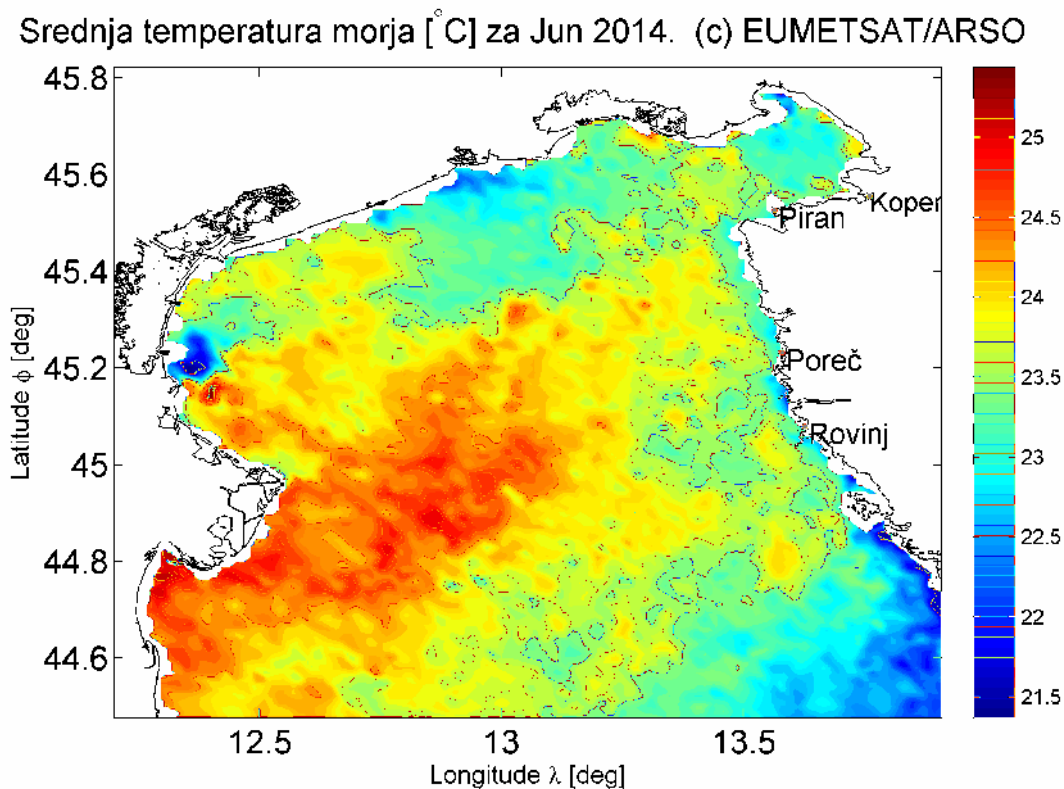 Srednja temperatura morja [°C] za Jun 2014. (c) EUMETSAT/ARSO
45.8
45.6
45.4
45.2
45
44.8
44.6
Latitude ϕ [deg]
12.5
13
13.5
Longitude λ [deg]
Koper
Piran
Poreč
Rovinj
25
24.5
24
23.5
23
22.5
22
21.5